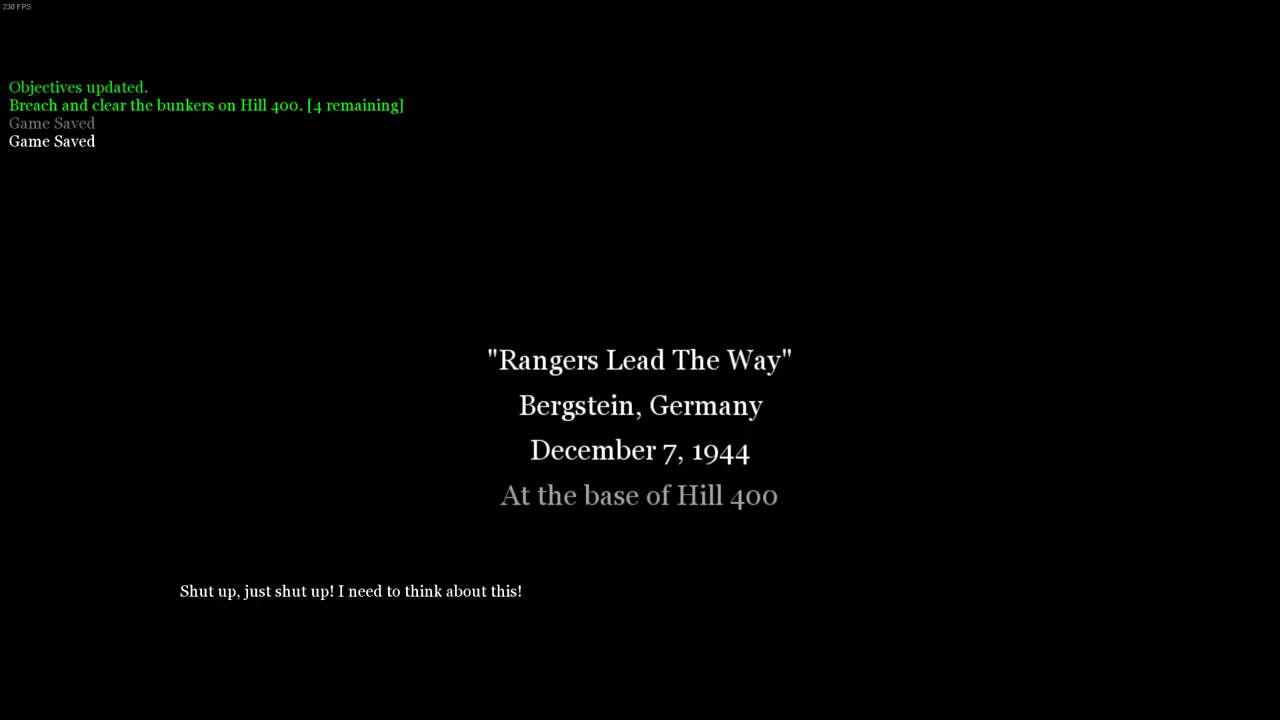 238 FPS
Objectives updated.
Breach and clear the bunkers on Hill 400. [4 remaining]
Game Saved
Game Saved
"Rangers Lead The Way"
Bergstein, Germany
December 7, 1944
At the base of Hill 400
Shut up, just shut up! I need to think about this!